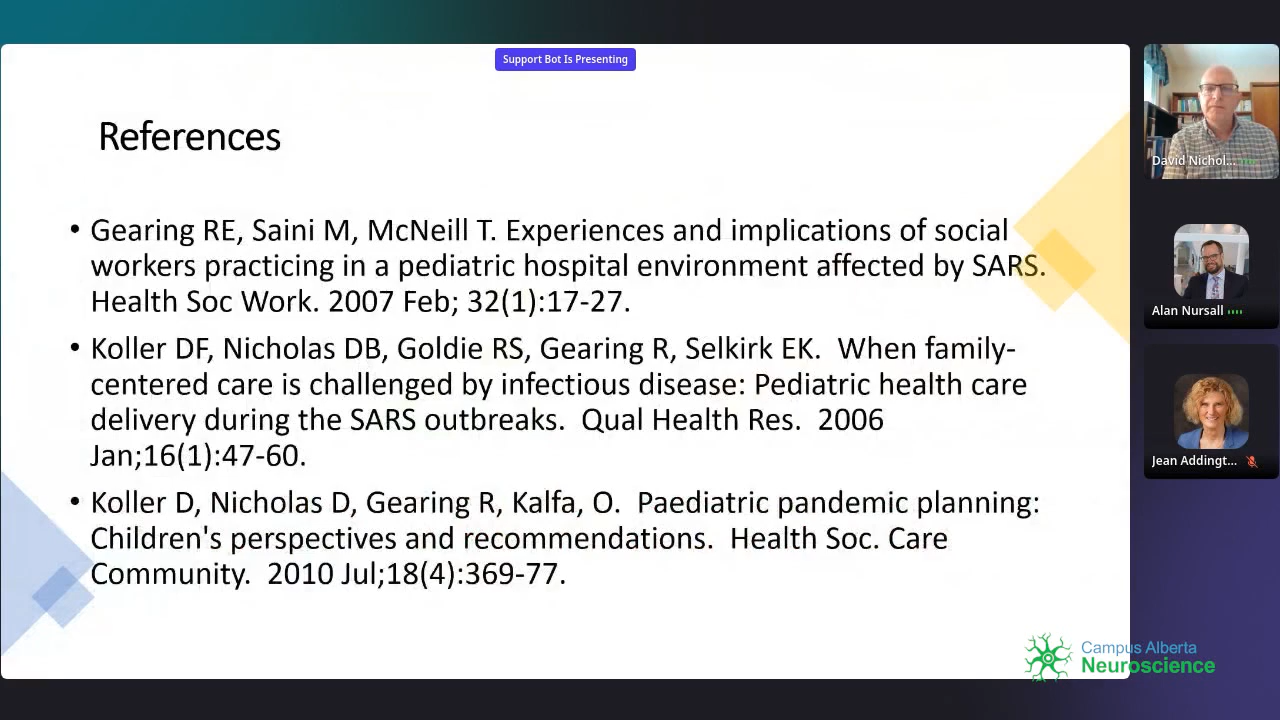 Support Bot Is Presenting
References
• Gearing RE, Saini M, McNeill T. Experiences and implications of social
workers practicing in a pediatric hospital environment affected by SARS.
Health Soc Work. 2007 Feb; 32(1):17-27.
• Koller DF, Nicholas DB, Goldie RS, Gearing R, Selkirk EK.  When family-
centered care is challenged by infectious disease: Pediatric health care
delivery during the SARS outbreaks.  Qual Health Res.  2006
Jan;16(1):47-60.
• Koller D, Nicholas D, Gearing R, Kalfa, O.  Paediatric pandemic planning:
Children's perspectives and recommendations.  Health Soc. Care
Community.  2010 Jul;18(4):369-77.
David Nichol...
Alan Nursall
Jean Addingt...
Campus Alberta
Neuroscience